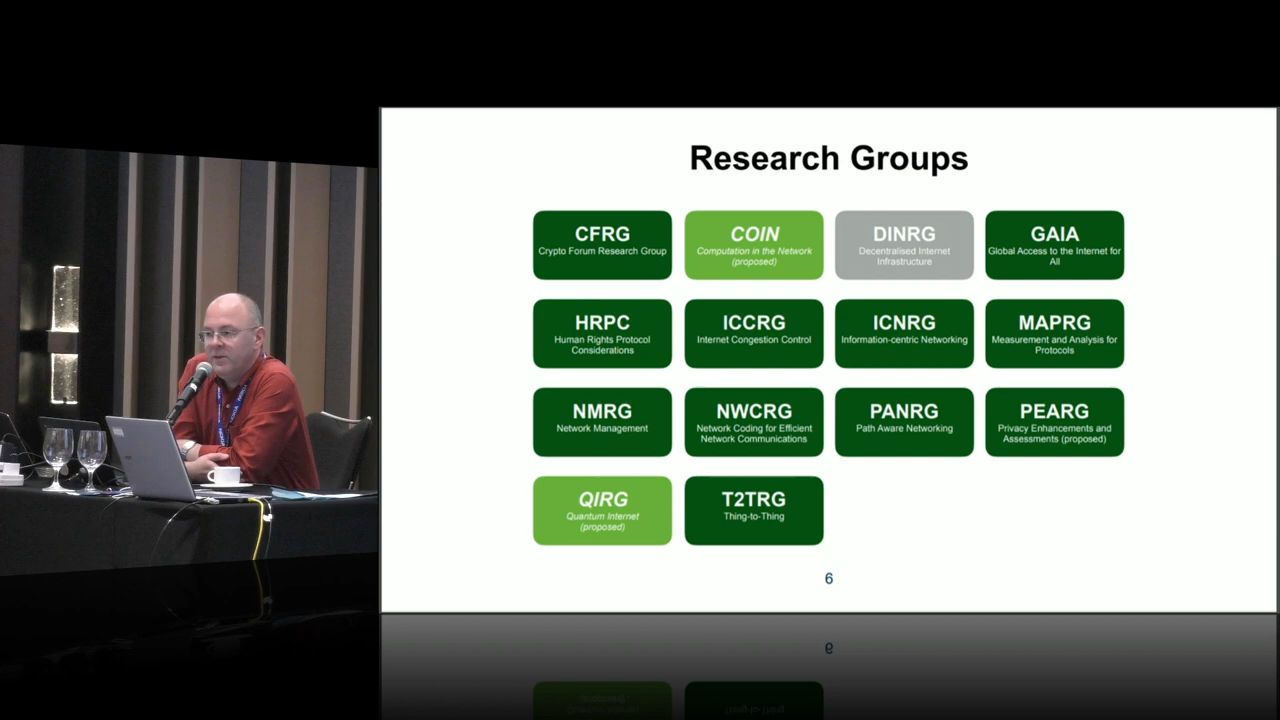 Research Groups
CFRG
Crypto Forum Research Group
COIN
Computation in the Network
(proposed)
DINRG
Decentralised Internet
Infrastructure
GAIA
Global Access to the Internet for
All
HRPC
Human Rights Protocol
Considerations
ICCRG
Internet Congestion Control
ICNRG
Information-centric Networking
MAPRG
Measurement and Analysis for
Protocols
NMRG
Network Management
NWCRG
Network Coding for Efficient
Network Communications
PANRG
Path Aware Networking
PEARG
Privacy Enhancements and
Assessments (proposed)
QIRG
Quantum Internet
(proposed)
T2TRG
Thing-to-Thing
6